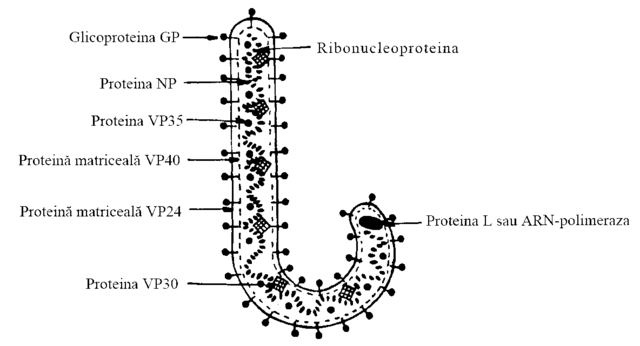 Glicoproteina GP
Ribonucleoproteina
Proteina NP
Proteina VP35
Proteină matriceală VP40
Proteină matriceală VP24
Proteina L sau ARN-polimeraza
Proteina VP30